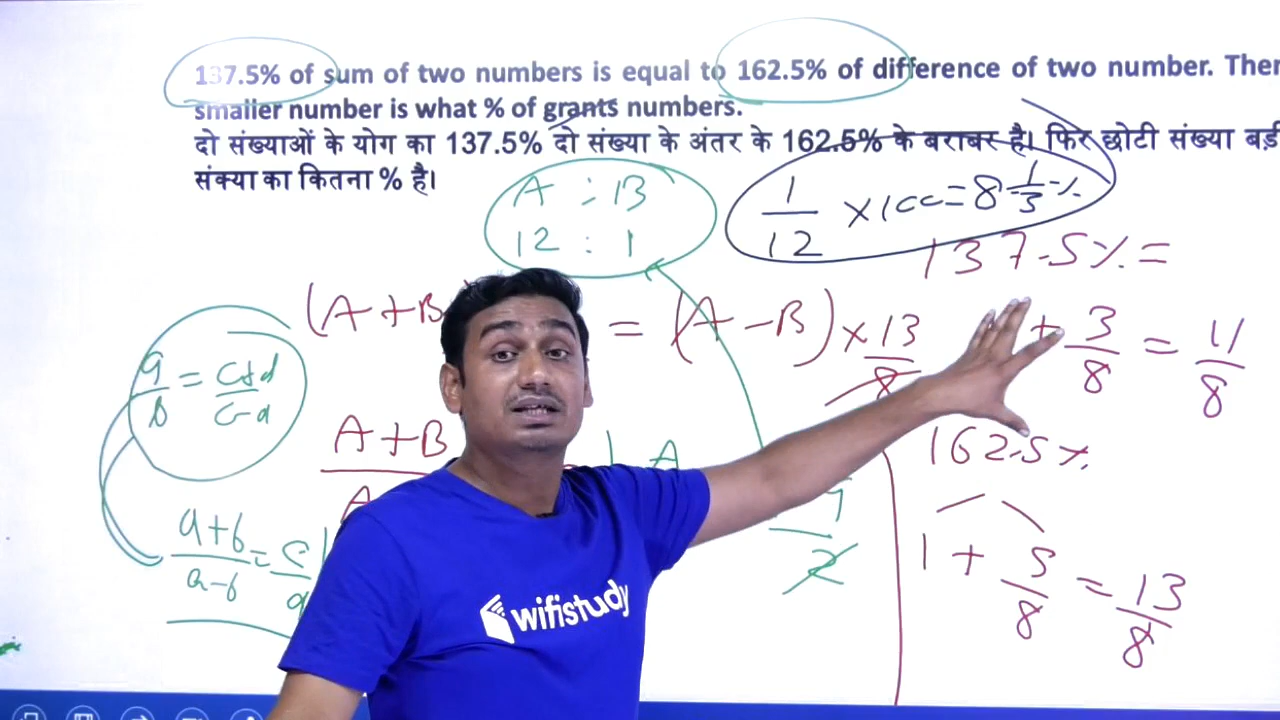 137.5% of sum of two numbers is equal to 162.5% of difference of two number. Then
smaller number is what % of grants numbers.
दो संख्याओं के योग का 137.5% दो संख्या के अंतर के 162.5% के बराबर है। फिर छोटी संख्या बड़ी
संक्या का कितना % है।
A : B
12 : 1
1/12 ×100 = 8 1/3 %
137.5% =
(A+B = (A-B) × 13/8
+ 3/8 = 11/8
a/b = c+d/c-d
A+B
162.5%
a+b/a-b = c
1 + 5/8 = 13/8
wifistudy